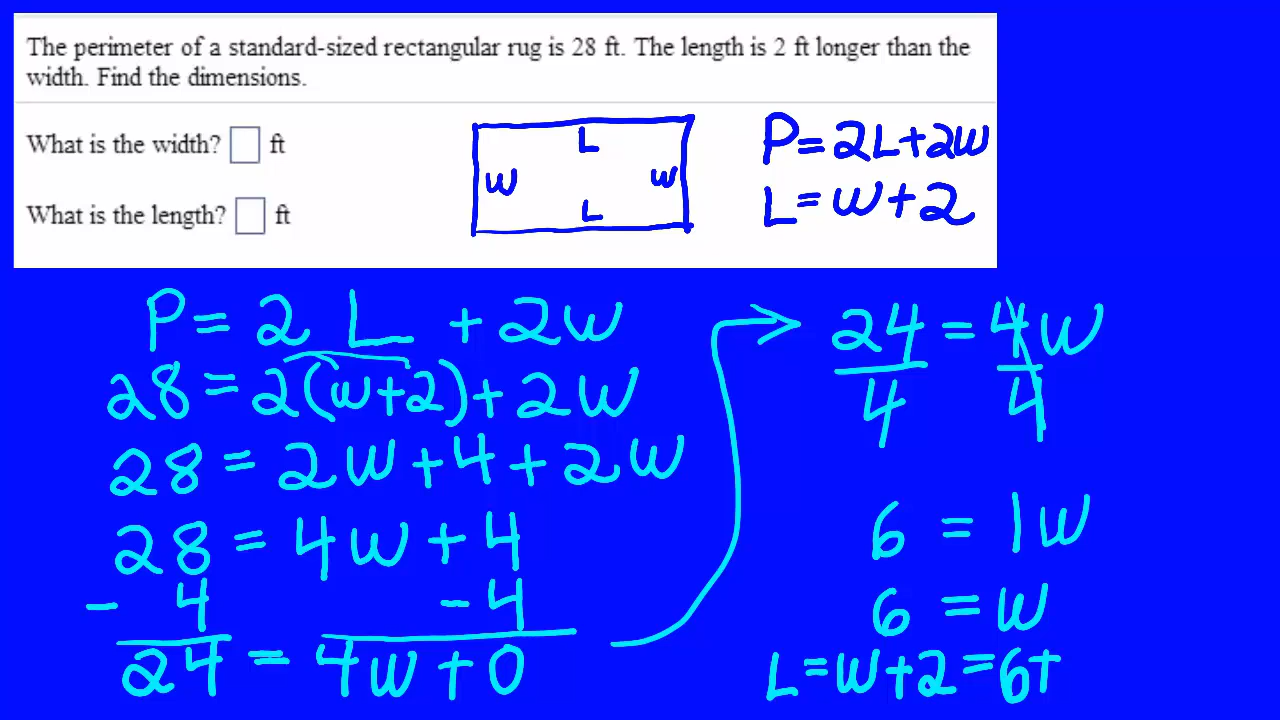 The perimeter of a standard-sized rectangular rug is 28 ft. The length is 2 ft longer than the
width. Find the dimensions.
What is the width? ft
What is the length? ft
L
W W
L
P=2L+2W
L=W+2
P=2 L +2W
28=2(W+2)+2W
28=2W+4+2W
28=4W+4
-4 -4
24=4W+0
24=4W
4 4
6 = 1W
6 = W
L=W+2=6+